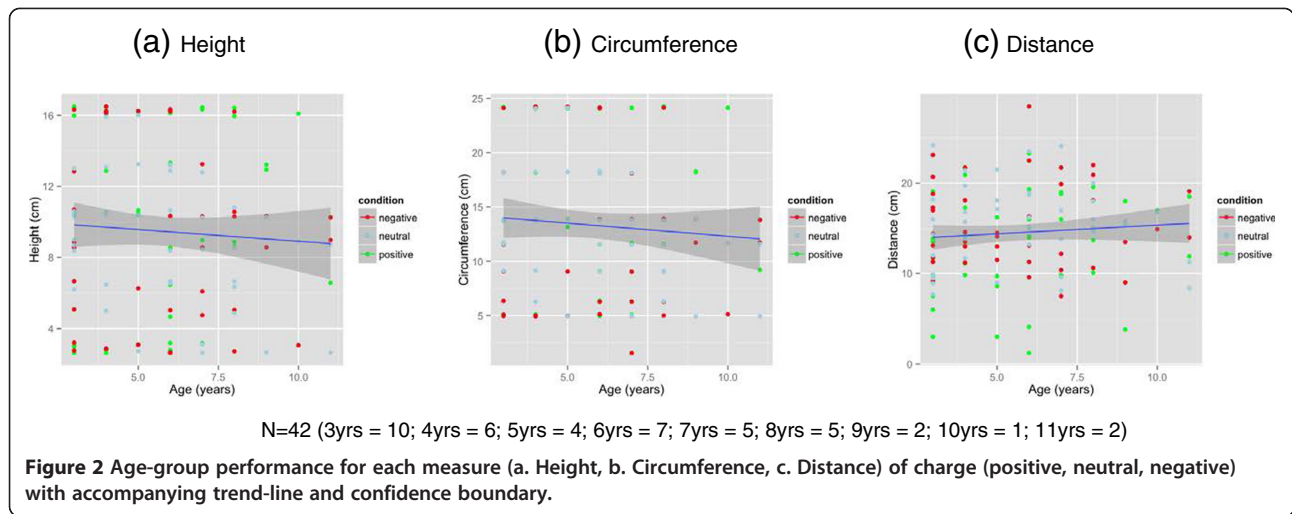 (a) Height
(b) Circumference
(c) Distance
Height (cm)
16
12
8
4
5.0
7.5
10.0
Age (years)
condition
negative
neutral
positive
Circumference (cm)
25
20
15
10
5
0
5.0
7.5
10.0
Age (years)
condition
negative
neutral
positive
Distance (cm)
20
10
0
5.0
7.5
10.0
Age (years)
condition
negative
neutral
positive
N=42 (3yrs = 10; 4yrs = 6; 5yrs = 4; 6yrs = 7; 7yrs = 5; 8yrs = 5; 9yrs = 2; 10yrs = 1; 11yrs = 2)
Figure 2 Age-group performance for each measure (a. Height, b. Circumference, c. Distance) of charge (positive, neutral, negative)
with accompanying trend-line and confidence boundary.